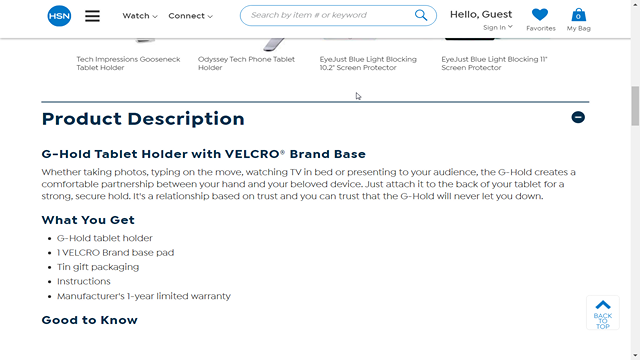 HSN
Watch
Connect
Search by item # or keyword
Hello, Guest
Sign In
Favorites
0
My Bag
Tech Impressions Gooseneck
Tablet Holder
Odyssey Tech Phone Tablet
Holder
EyeJust Blue Light Blocking
10.2" Screen Protector
EyeJust Blue Light Blocking 11"
Screen Protector
Product Description
G-Hold Tablet Holder with VELCRO® Brand Base
Whether taking photos, typing on the move, watching TV in bed or presenting to your audience, the G-Hold creates a
comfortable partnership between your hand and your beloved device. Just attach it to the back of your tablet for a
strong, secure hold. It's a relationship based on trust and you can trust that the G-Hold will never let you down.
What You Get
• G-Hold tablet holder
• 1 VELCRO Brand base pad
• Tin gift packaging
• Instructions
• Manufacturer's 1-year limited warranty
Good to Know
BACK
TO
TOP